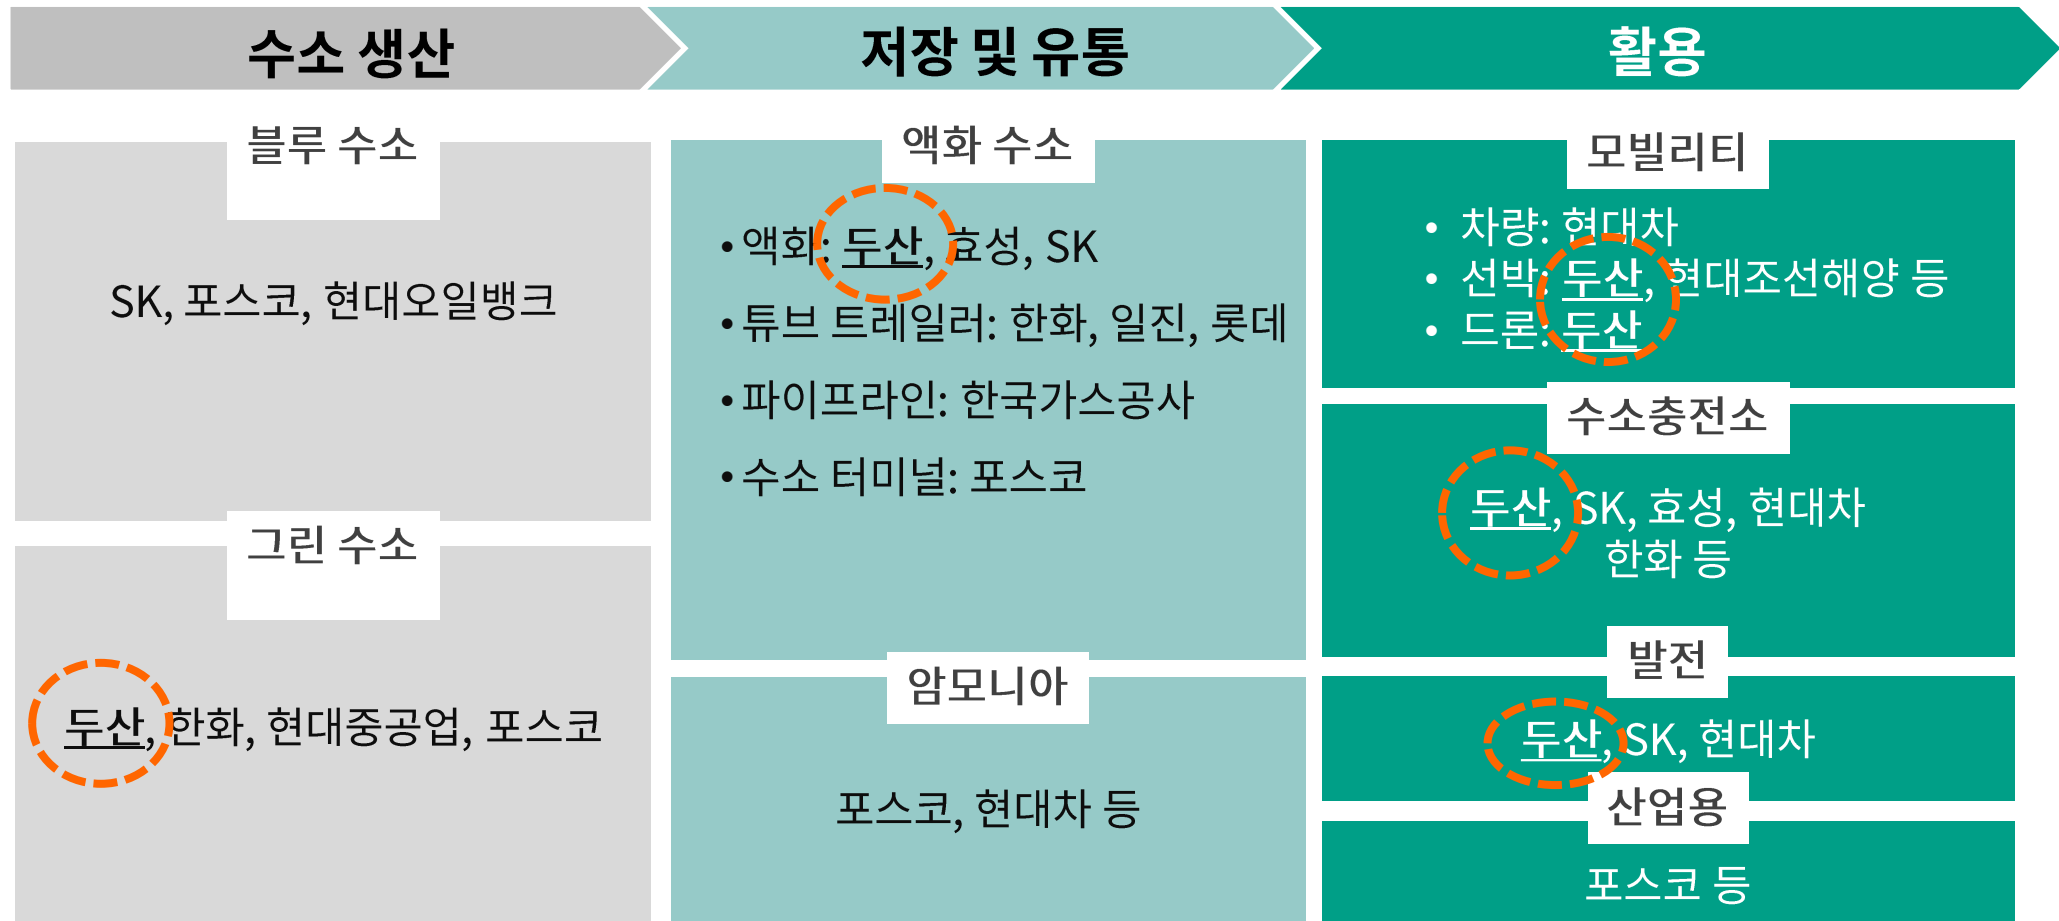 수소 생산
저장 및 유통
활용
블루 수소
SK, 포스코, 현대오일뱅크
그린 수소
두산, 한화, 현대중공업, 포스코
액화 수소
• 액화: 두산, 효성, SK
• 튜브 트레일러: 한화, 일진, 롯데
• 파이프라인: 한국가스공사
• 수소 터미널: 포스코
암모니아
포스코, 현대차 등
모빌리티
• 차량: 현대차
• 선박: 두산, 현대조선해양 등
• 드론: 두산
수소충전소
두산, SK, 효성, 현대차
한화 등
발전
두산, SK, 현대차
산업용
포스코 등